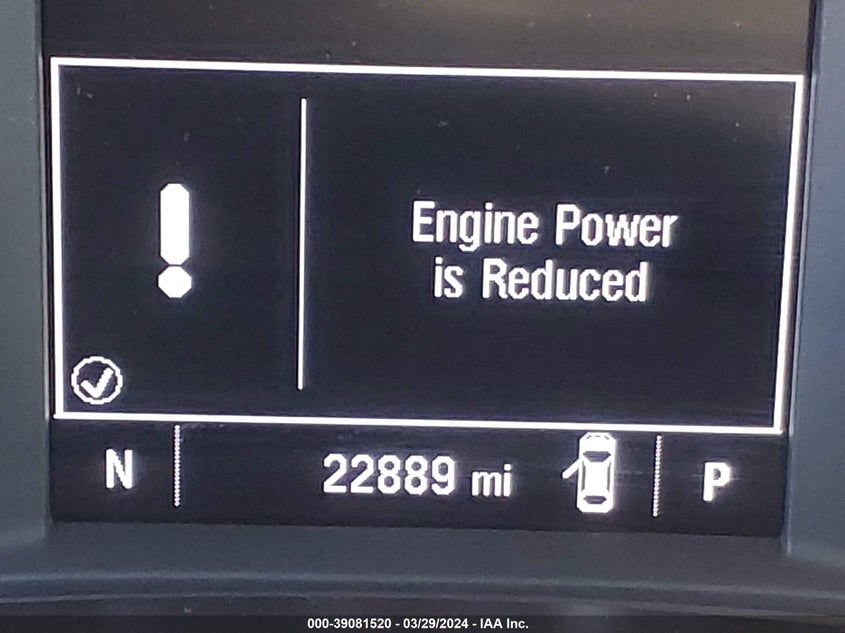 !
Engine Power
is Reduced
N 22889 mi P
000-39081520 - 03/29/2024 - IAA Inc.